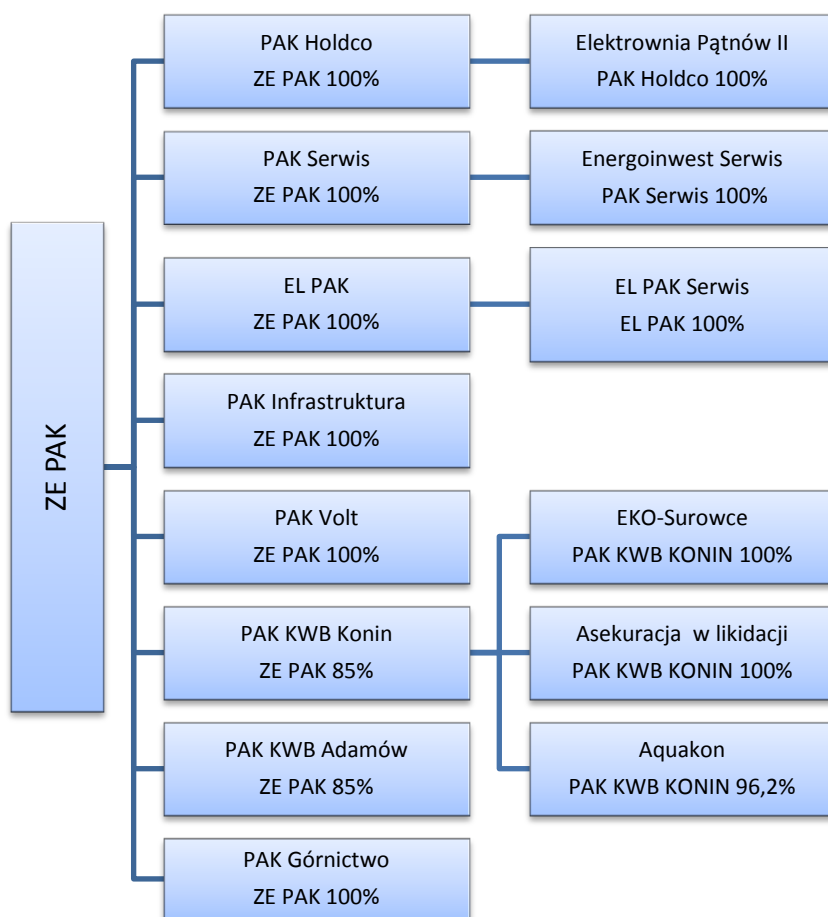 ZE PAK
PAK Holdco
ZE PAK 100%
Elektrownia Pątnów II
PAK Holdco 100%
PAK Serwis
ZE PAK 100%
Energoinwest Serwis
PAK Serwis 100%
EL PAK
ZE PAK 100%
EL PAK Serwis
EL PAK 100%
PAK Infrastruktura
ZE PAK 100%
PAK Volt
ZE PAK 100%
EKO-Surowce
PAK KWB KONIN 100%
PAK KWB Konin
ZE PAK 85%
Asekuracja w likidacji
PAK KWB KONIN 100%
PAK KWB Adamów
ZE PAK 85%
Aquakon
PAK KWB KONIN 96,2%
PAK Górnictwo
ZE PAK 100%